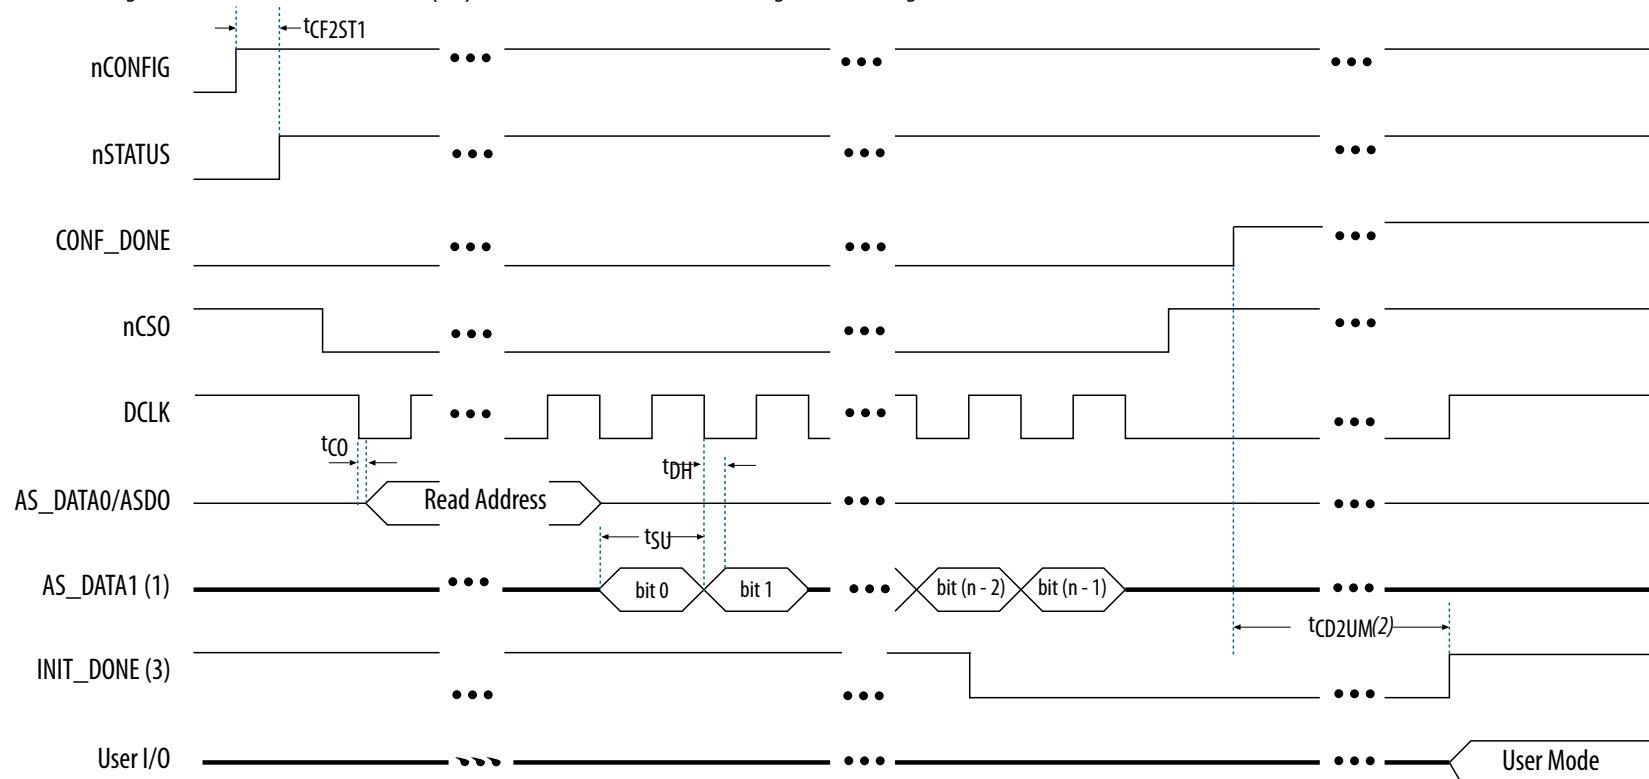 tCF2ST1
nCONFIG
nSTATUS
CONF_DONE
nCSO
DCLK
tCO
tDH
AS_DATA0/ASDO
Read Address
tSU
AS_DATA1 (1)
bit 0
bit 1
bit (n - 2)
bit (n - 1)
tCD2UM(2)
INIT_DONE (3)
User I/O
User Mode